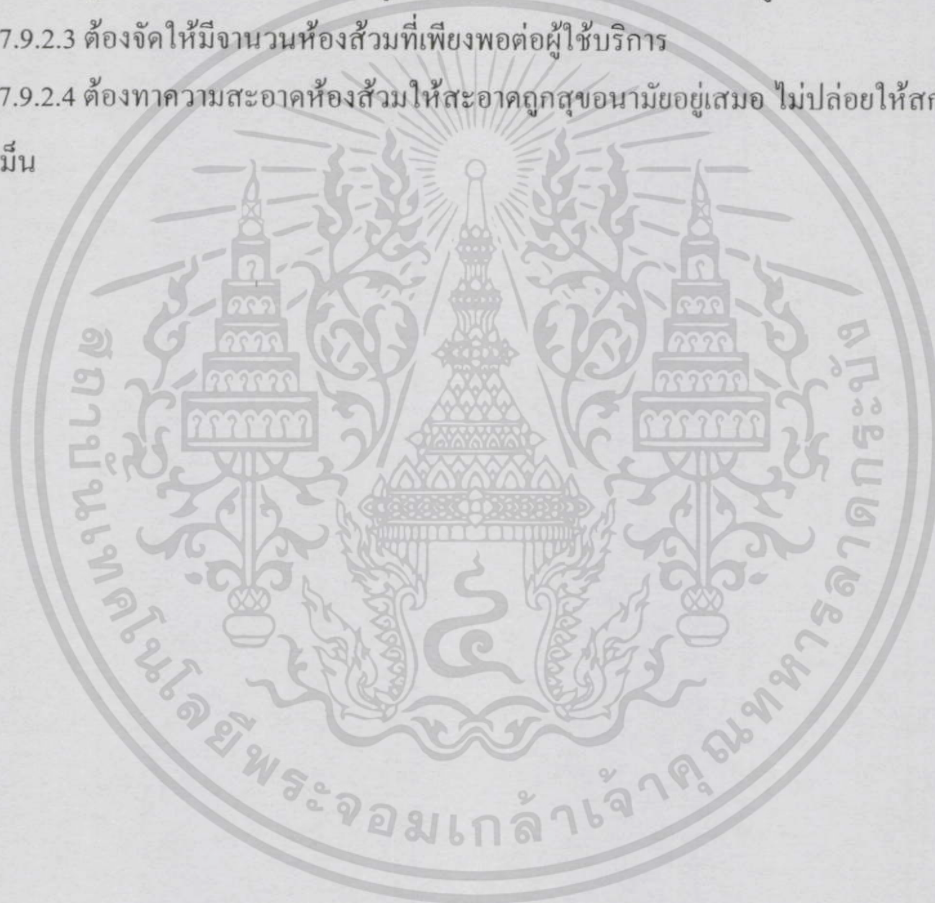 7.9.2.3 ต้องจัดให้มีจานวนห้องส้วมที่เพียงพอต่อผู้ใช้บริการ
7.9.2.4 ต้องทาความสะอาดห้องส้วมให้สะอาดถูกสุขอนามัยอยู่เสมอ ไม่ปล่อยให้
ม็น
สถาบันเทคโนโลยีพระจอมเกล้าเจ้าคุณทหารลาดกระบัง
๔